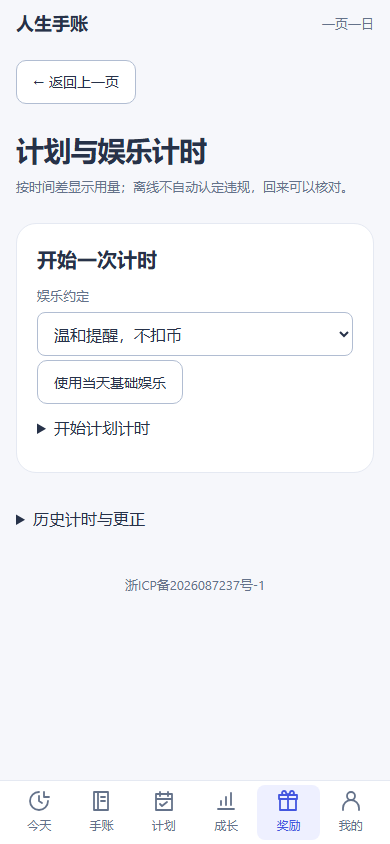 人生手账
一页一日
← 返回上一页
计划与娱乐计时
按时间差显示用量；离线不自动认定违规，回来可以核对。
开始一次计时
娱乐约定
温和提醒，不扣币
使用当天基础娱乐
▶ 开始计划计时
▶ 历史计时与更正
浙ICP备2026087237号-1
今天
手账
计划
成长
奖励
我的